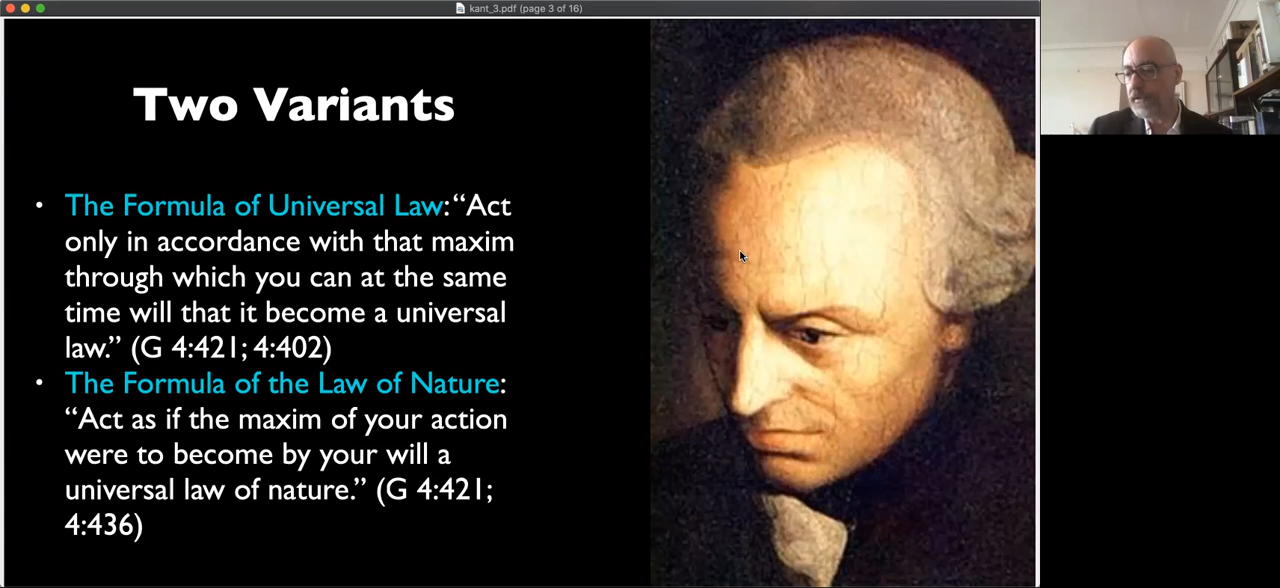 kant_3.pdf (page 3 of 16)
Two Variants
• The Formula of Universal Law: “Act
only in accordance with that maxim
through which you can at the same
time will that it become a universal
law.” (G 4:421; 4:402)
• The Formula of the Law of Nature:
“Act as if the maxim of your action
were to become by your will a
universal law of nature.” (G 4:421;
4:436)